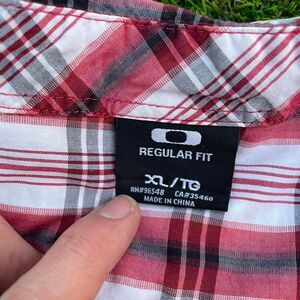 REGULAR FIT
XL/TG
RN#96548 CA#35460
MADE IN CHINA